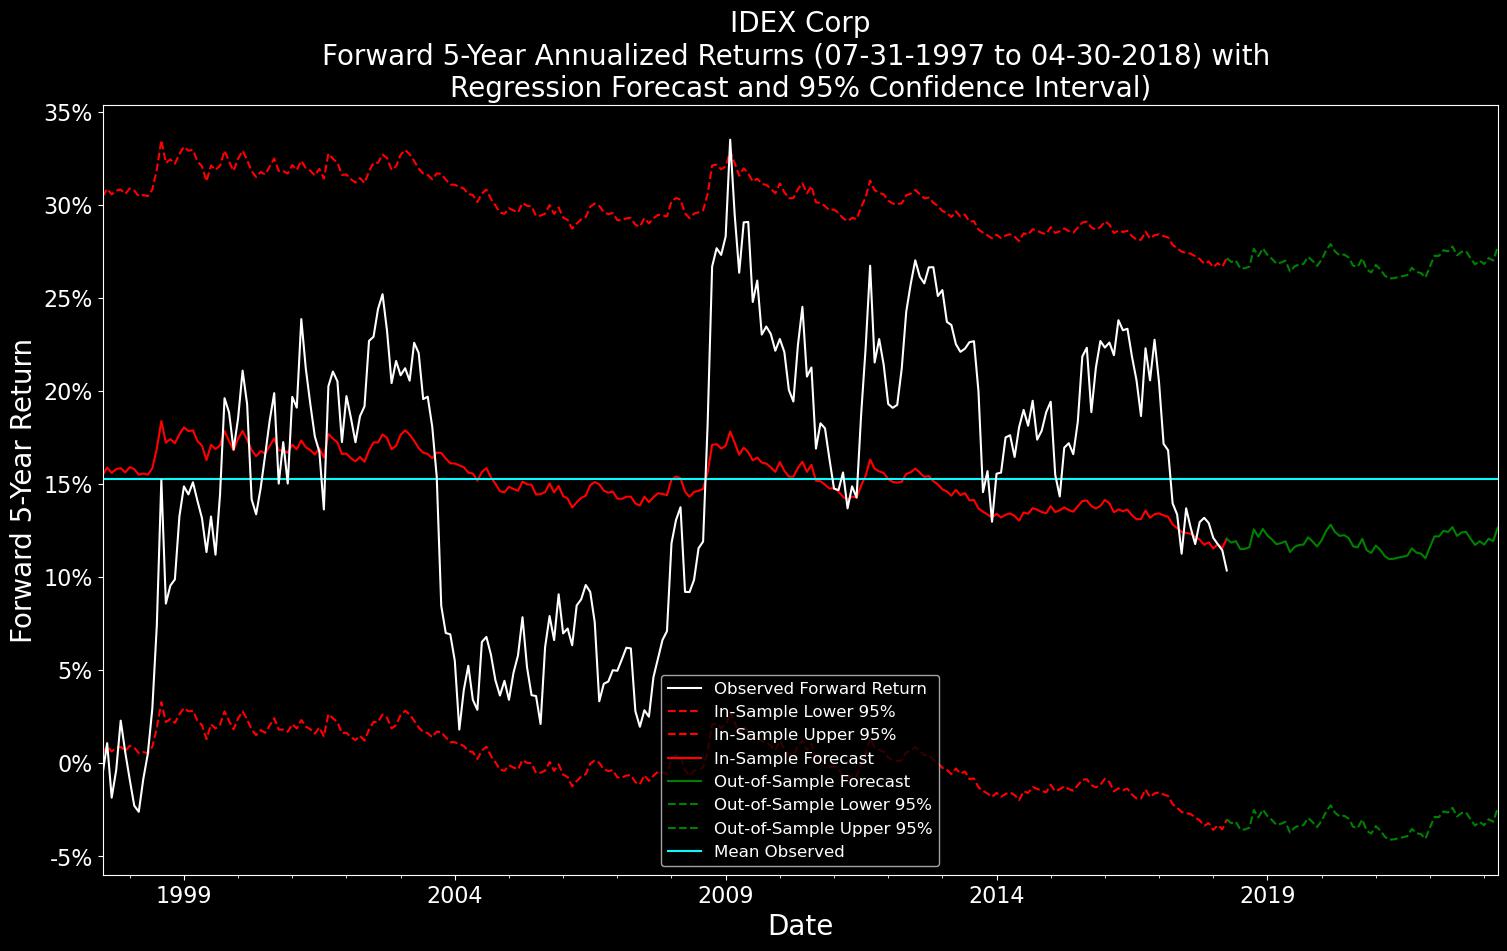 IDEX Corp
Forward 5-Year Annualized Returns (07-31-1997 to 04-30-2018) with
Regression Forecast and 95% Confidence Interval)
Forward 5-Year Return
35%
30%
25%
20%
15%
10%
5%
0%
-5%
Observed Forward Return
In-Sample Lower 95%
In-Sample Upper 95%
In-Sample Forecast
Out-of-Sample Forecast
Out-of-Sample Lower 95%
Out-of-Sample Upper 95%
Mean Observed
1999 2004 2009 2014 2019
Date